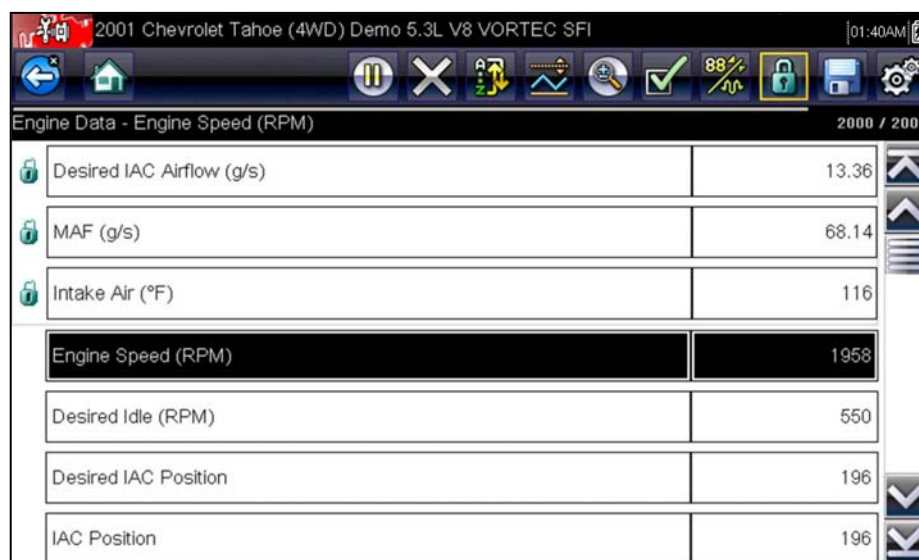 2001 Chevrolet Tahoe (4WD) Demo 5.3L V8 VORTEC SFI 01:40AM
Engine Data - Engine Speed (RPM) 2000 / 200
Desired IAC Airflow (g/s) 13.36
MAF (g/s) 68.14
Intake Air (°F) 116
Engine Speed (RPM) 1958
Desired Idle (RPM) 550
Desired IAC Position 196
IAC Position 196